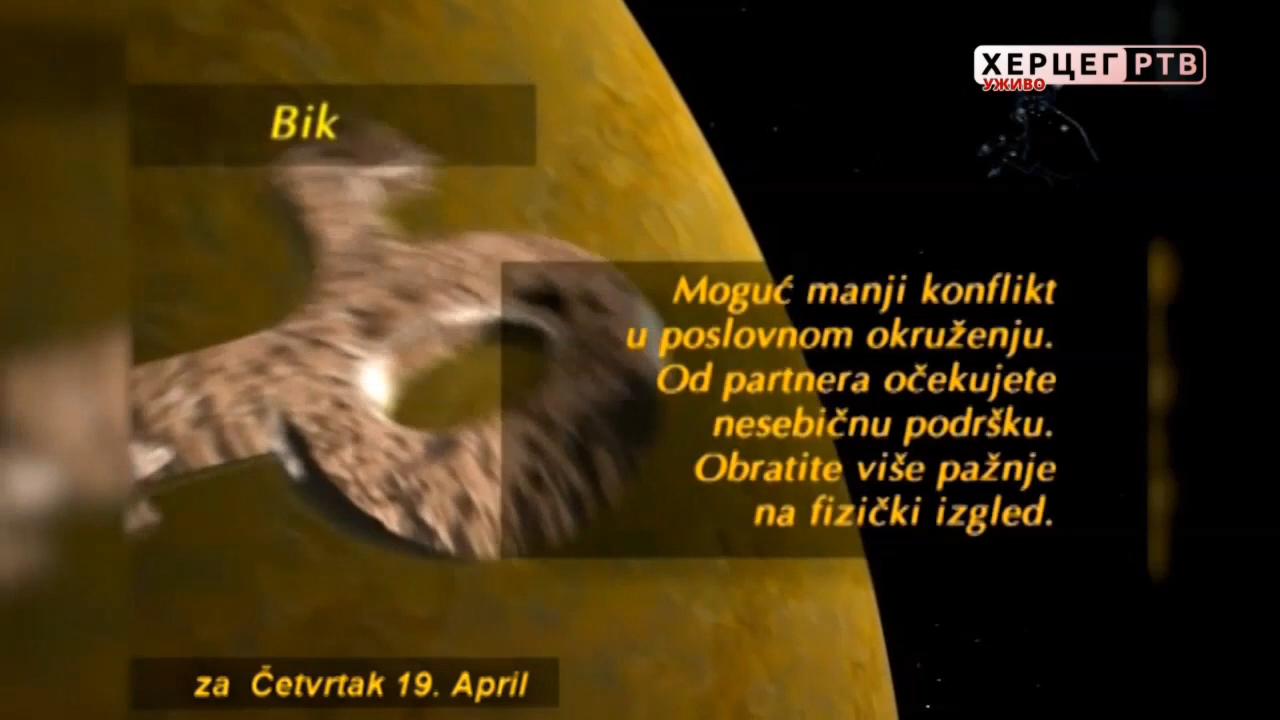 ХЕРЦЕГ РТВ
УЖИВО
Bik
Moguć manji konflikt
u poslovnom okruženju.
Od partnera očekujete
nesebičnu podršku.
Obratite više pažnje
na fizički izgled.
za Četvrtak 19. April